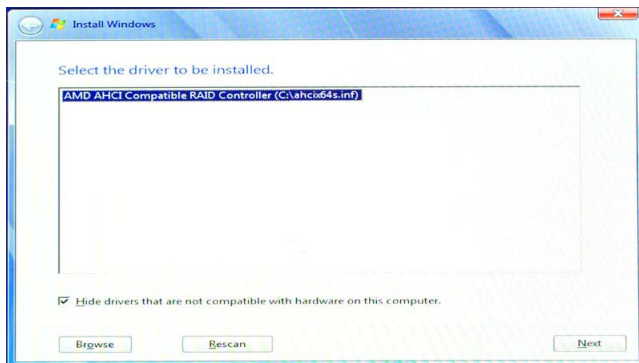 Install Windows
Select the driver to be installed.
AMD AHCI Compatible RAID Controller (C:\ahcix64s.inf)
Hide drivers that are not compatible with hardware on this computer.
Browse
Rescan
Next